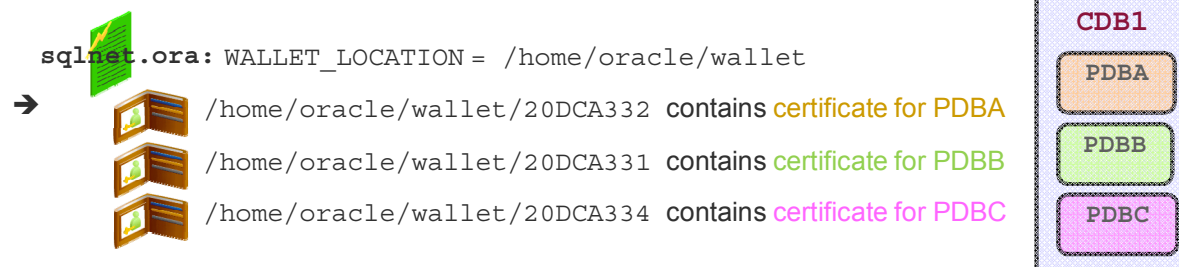 CDB1
sqlnet.ora: WALLET_LOCATION = /home/oracle/wallet
PDBA
➔ /home/oracle/wallet/20DCA332 contains certificate for PDBA
PDBB
/home/oracle/wallet/20DCA331 contains certificate for PDBB
/home/oracle/wallet/20DCA334 contains certificate for PDBC
PDBC